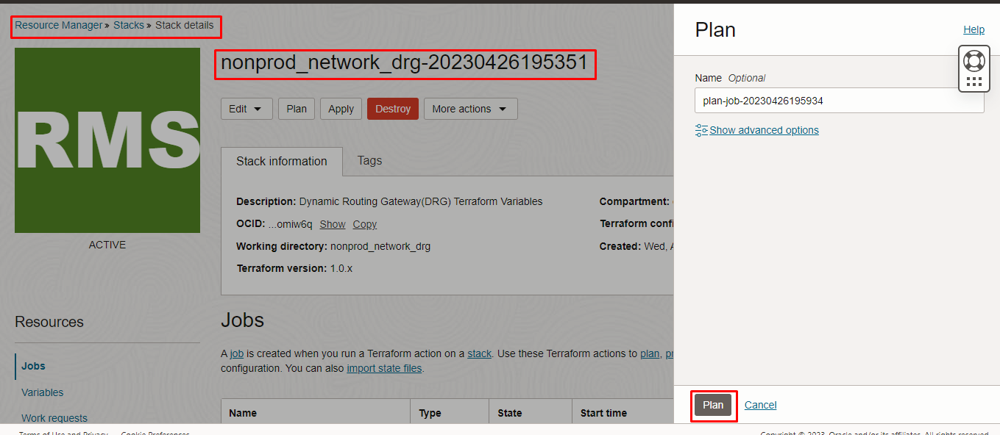 Resource Manager » Stacks » Stack details
RMS
ACTIVE
nonprod_network_drg-20230426195351
Edit Plan Apply Destroy More actions
Stack information Tags
Description: Dynamic Routing Gateway(DRG) Terraform Variables
OCID: ...omiw6q Show Copy
Working directory: nonprod_network_drg
Terraform version: 1.0.x
Compartment:
Terraform confi
Created: Wed, A
Resources
Jobs
Variables
Work requests
Jobs
A job is created when you run a Terraform action on a stack. Use these Terraform actions to plan, pr
configuration. You can also import state files.
Name Type State Start time
Plan
Help
Name Optional
plan-job-20230426195934
Show advanced options
Plan Cancel
Terms of Use and Privacy Cookie Preferences
Copyright © 2023, Oracle and/or its affiliates. All rights reserved.